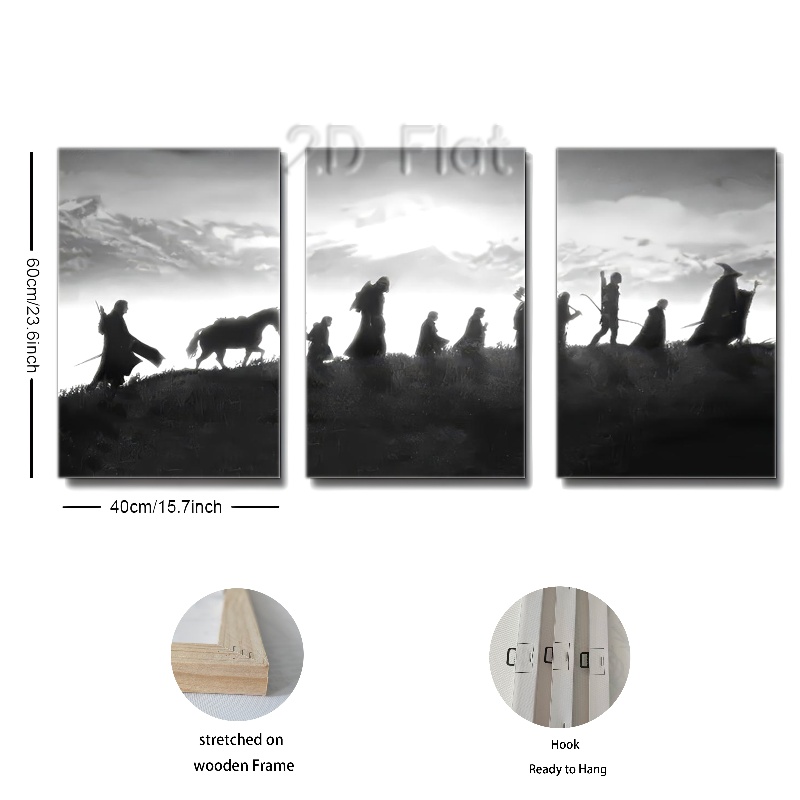 2D Flat
60cm/23.6inch
40cm/15.7inch
stretched on
wooden Frame
Hook
Ready to Hang